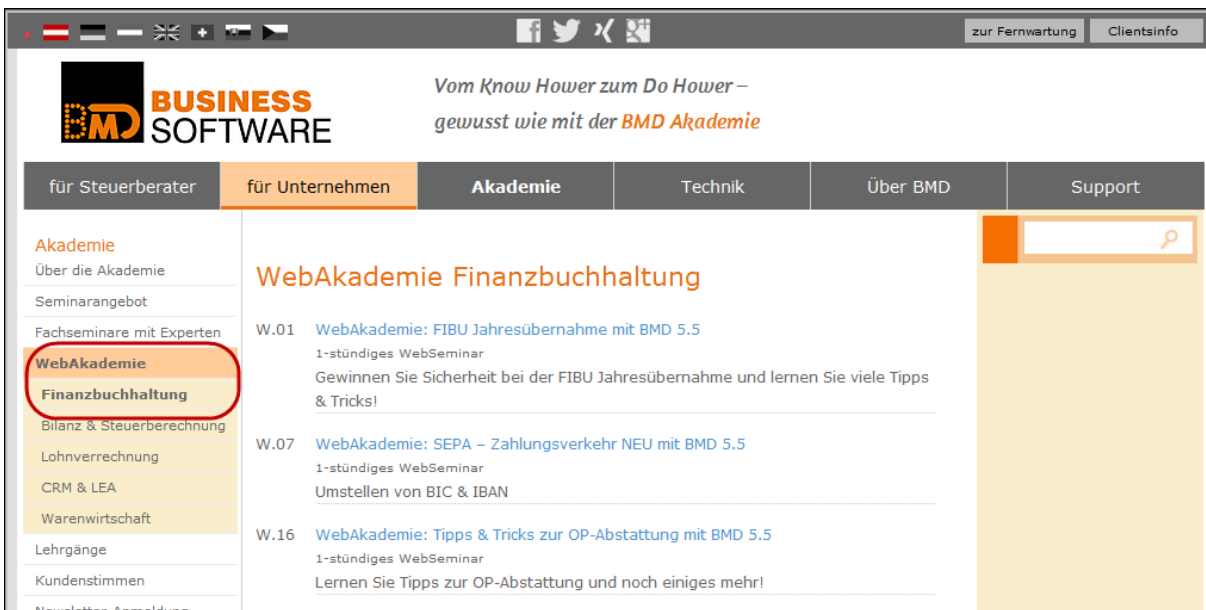 zur Fernwartung
Clientsinfo
BMD
BUSINESS
SOFTWARE
Vom Know Hower zum Do Hower –
gewusst wie mit der BMD Akademie
für Steuerberater
für Unternehmen
Akademie
Technik
Über BMD
Support
Akademie
Über die Akademie
Seminarangebot
Fachseminare mit Experten
WebAkademie
Finanzbuchhaltung
Bilanz & Steuerberechnung
Lohnverrechnung
CRM & LEA
Warenwirtschaft
Lehrgänge
Kundenstimmen
Newsletter-Anmeldung
WebAkademie Finanzbuchhaltung
W.01 WebAkademie: FIBU Jahresübernahme mit BMD 5.5
1-stündiges WebSeminar
Gewinnen Sie Sicherheit bei der FIBU Jahresübernahme und lernen Sie viele Tipps
& Tricks!
W.07 WebAkademie: SEPA – Zahlungsverkehr NEU mit BMD 5.5
1-stündiges WebSeminar
Umstellen von BIC & IBAN
W.16 WebAkademie: Tipps & Tricks zur OP-Abstattung mit BMD 5.5
1-stündiges WebSeminar
Lernen Sie Tipps zur OP-Abstattung und noch einiges mehr!